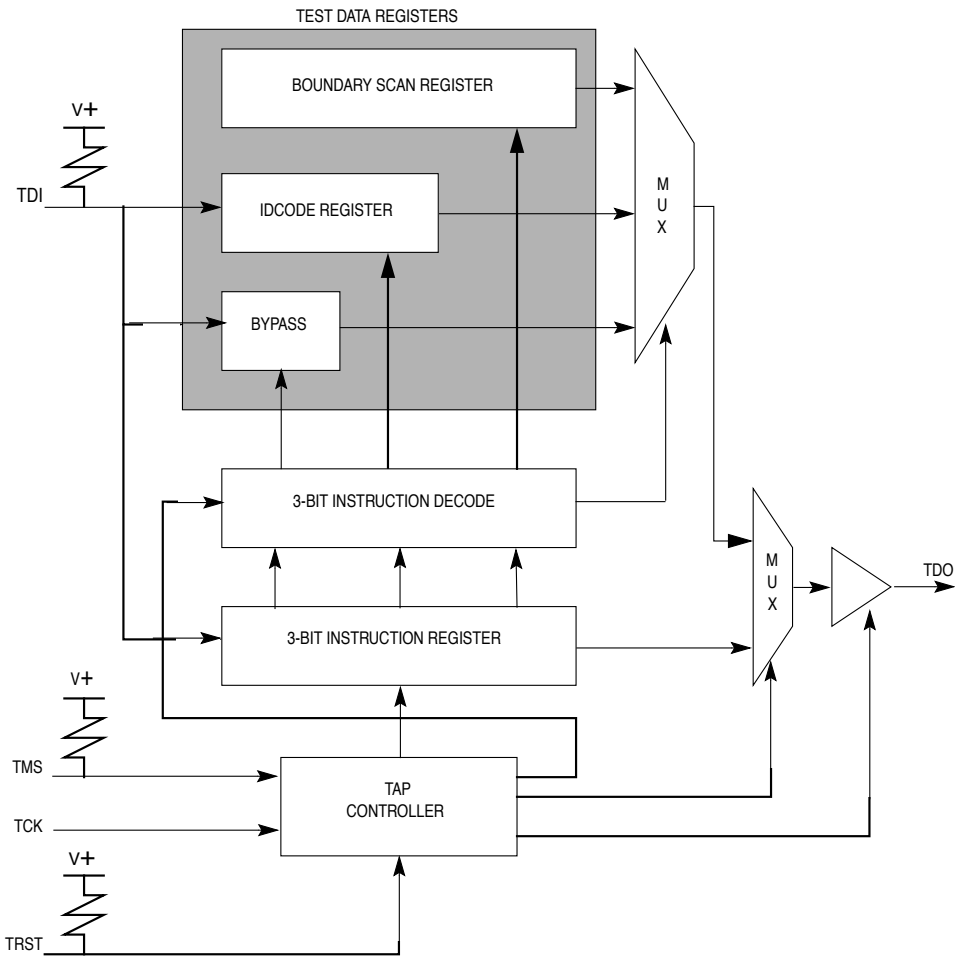 TEST DATA REGISTERS
BOUNDARY SCAN REGISTER
V+
TDI
IDCODE REGISTER
M
U
X
BYPASS
3-BIT INSTRUCTION DECODE
M
U
X
TDO
3-BIT INSTRUCTION REGISTER
V+
TMS
TAP
CONTROLLER
TCK
V+
TRST